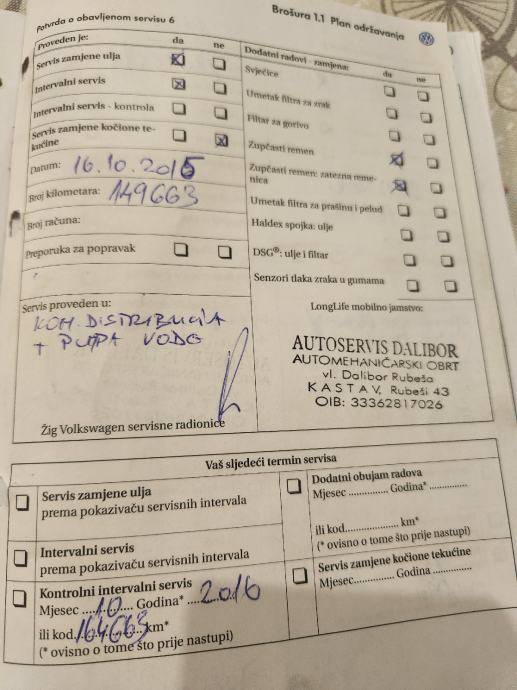 Potvrda o obavljenom servisu 6
Brošura 1.1 Plan održavanja
Proveden je:
da
ne
Servis zamjene ulja
Intervalni servis
Intervalni servis - kontrola
Servis zamjene kočione te-
kućine
Datum: 16.10.2015
Broj kilometara: 149663
Broj računa:
Preporuka za popravak
Dodatni radovi - zamjena:
da
ne
Svjećice
Umetak filtra za zrak
Filtar za gorivo
Zupčasti remen
Zupčasti remen: zatezna reme-
nica
Umetak filtra za prašinu i pelud
Haldex spojka: ulje
DSG®: ulje i filtar
Senzori tlaka zraka u gumama
Servis proveden u:
KOM. DISTRIBUCIJA
+ PUMPA VODE
Žig Volkswagen servisne radionice
LongLife mobilno jamstvo:
AUTOSERVIS DALIBOR
AUTOMEHANIČARSKI OBRT
vl. Dalibor Rubeša
KASTAV, Rubeši 43
OIB: 33362817026
Vaš sljedeći termin servisa
Servis zamjene ulja
prema pokazivaču servisnih intervala
Intervalni servis
prema pokazivaču servisnih intervala
Kontrolni intervalni servis
Mjesec ....10.... Godina* ..2016
ili kod.164663.km*
(* ovisno o tome što prije nastupi)
Dodatni obujam radova
Mjesec.............. Godina*..............
ili kod.................... km*
(* ovisno o tome što prije nastupi)
Servis zamjene kočione tekućine
Mjesec.............. Godina ..............